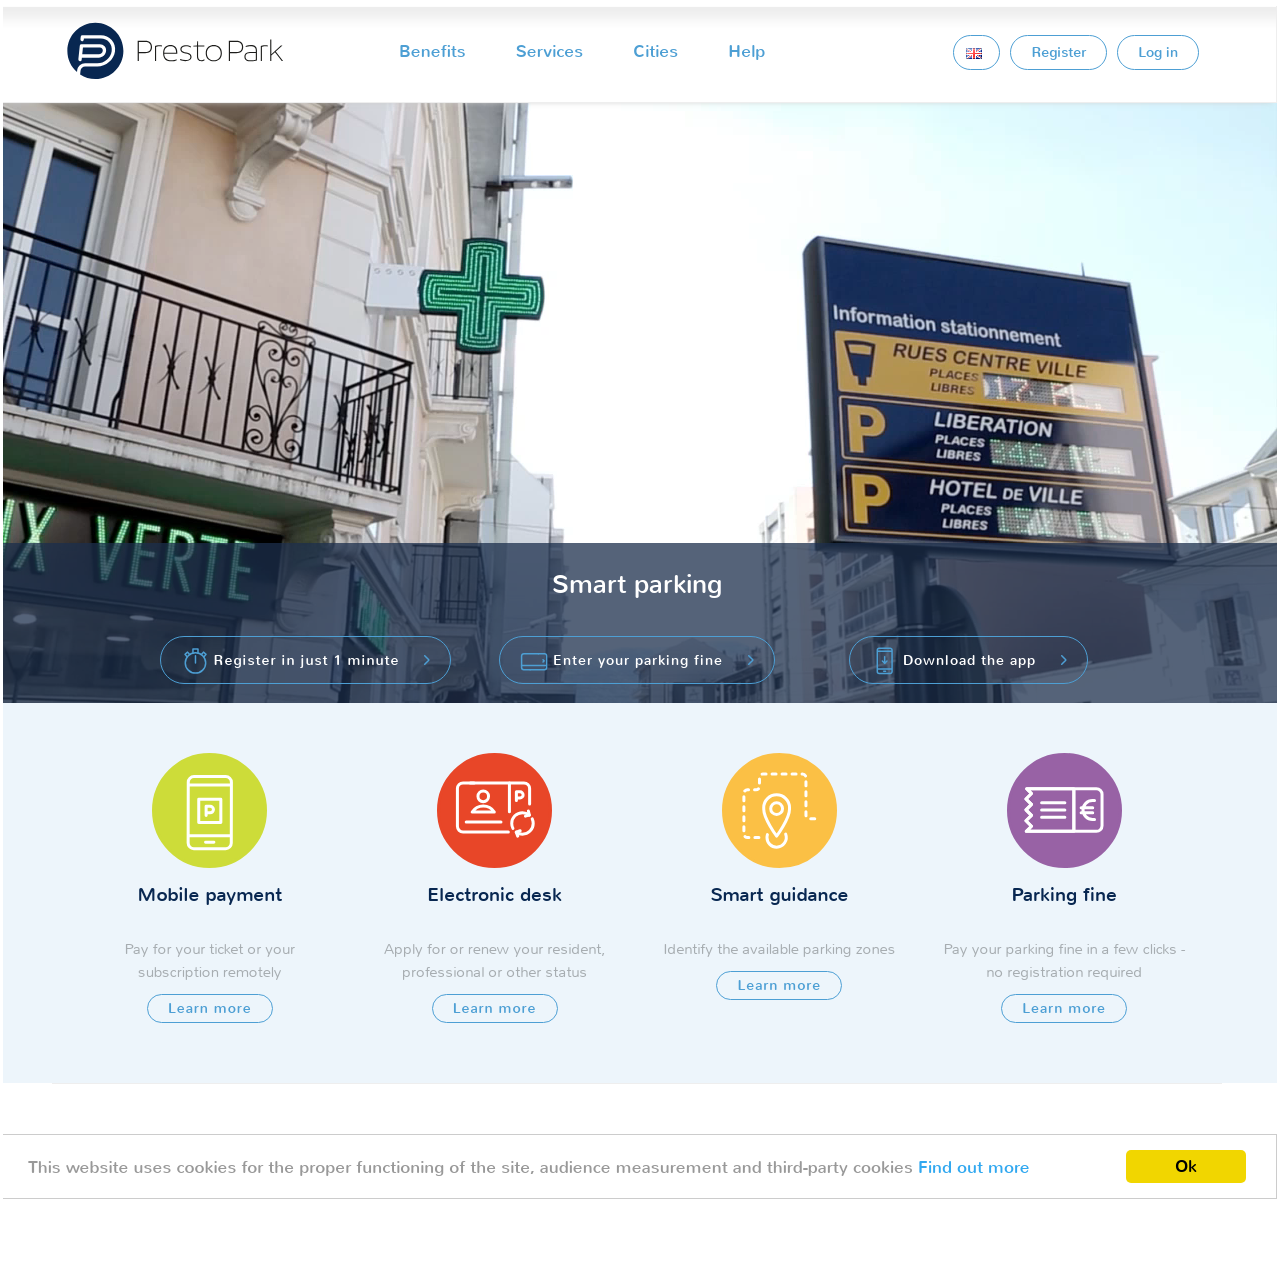 Presto Park
Benefits
Services
Cities
Help
Register
Log in
Information stationnement
RUES CENTRE VILLE
PLACES
LIBRES
P LIBERATION
PLACES
LIBRES
P HOTEL DE VILLE
PLACES
LIBRES
X VERTE
Smart parking
Register in just 1 minute
Enter your parking fine
Download the app
P
P
€
Mobile payment
Electronic desk
Smart guidance
Parking fine
Pay for your ticket or your
subscription remotely
Learn more
Apply for or renew your resident,
professional or other status
Learn more
Identify the available parking zones
Learn more
Pay your parking fine in a few clicks -
no registration required
Learn more
This website uses cookies for the proper functioning of the site, audience measurement and third-party cookies Find out more
Ok